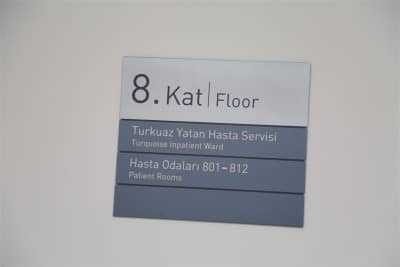 8. Kat | Floor
Turkuaz Yatan Hasta Servisi
Turquoise Inpatient Ward
Hasta Odaları 801-812
Patient Rooms